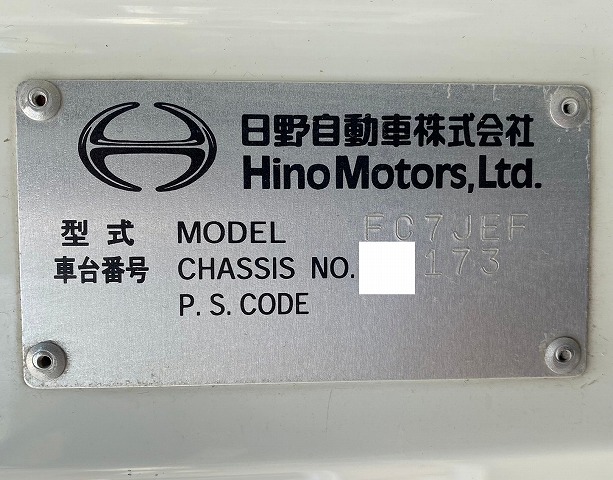 日野自動車株式会社
Hino Motors, Ltd.
型式 MODEL FC7JEF
車台番号 CHASSIS NO. 173
P.S.CODE